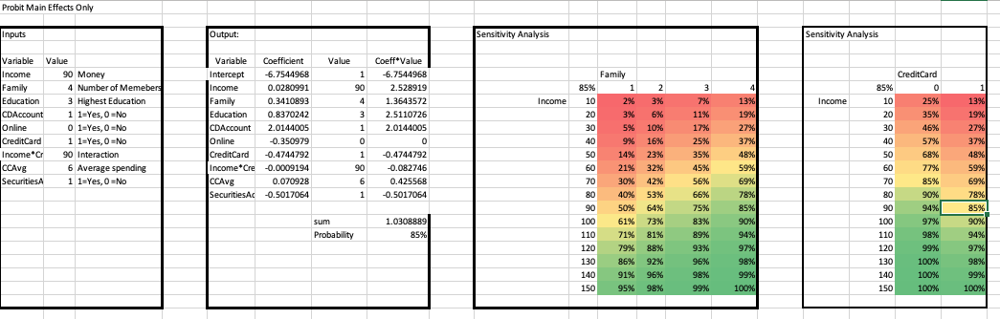 Probit Main Effects Only
Inputs
Variable Value
Income 90 Money
Family 4 Number of Memebers
Education 3 Highest Education
CDAccount 1 1=Yes, 0 =No
Online 0 1=Yes, 0 =No
CreditCard 1 1=Yes, 0 =No
Income*Cr 90 Interaction
CCAvg 6 Average spending
SecuritiesA 1 1=Yes, 0 =No
Output:
Variable Coefficient Value Coeff*Value
Intercept -6.7544968 1 -6.7544968
Income 0.0280991 90 2.528919
Family 0.3410893 4 1.3643572
Education 0.8370242 3 2.5110726
CDAccount 2.0144005 1 2.0144005
Online -0.350979 0 0
CreditCard -0.4744792 1 -0.4744792
Income*Cre -0.0009194 90 -0.082746
CCAvg 0.070928 6 0.425568
SecuritiesAc -0.5017064 1 -0.5017064
sum 1.0308889
Probability 85%
Sensitivity Analysis
Family
85% 1 2 3 4
Income 10 2% 3% 7% 13%
20 3% 6% 11% 19%
30 5% 10% 17% 27%
40 9% 16% 25% 37%
50 14% 23% 35% 48%
60 21% 32% 45% 59%
70 30% 42% 56% 69%
80 40% 53% 66% 78%
90 50% 64% 75% 85%
100 61% 73% 83% 90%
110 71% 81% 89% 94%
120 79% 88% 93% 97%
130 86% 92% 96% 98%
140 91% 96% 98% 99%
150 95% 98% 99% 100%
Sensitivity Analysis
CreditCard
85% 0 1
Income 10 25% 13%
20 35% 19%
30 46% 27%
40 57% 37%
50 68% 48%
60 77% 59%
70 85% 69%
80 90% 78%
90 94% 85%
100 97% 90%
110 98% 94%
120 99% 97%
130 100% 98%
140 100% 99%
150 100% 100%